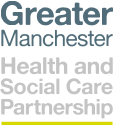 Greater
Manchester
Health and
Social Care
Partnership